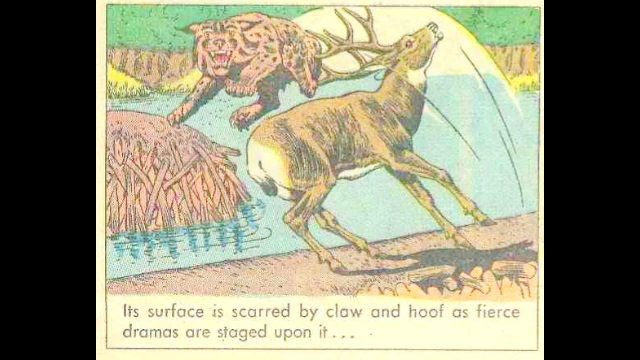 Its surface is scarred by claw and hoof as fierce
dramas are staged upon it...